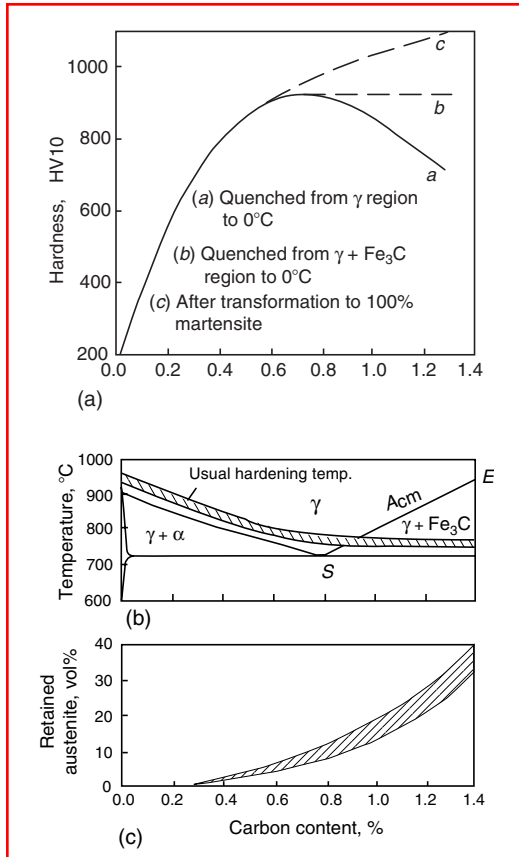 1000
800
600
400
200
Hardness, HV10
c
b
a
(a) Quenched from γ region
to 0°C
(b) Quenched from γ + Fe₃C
region to 0°C
(c) After transformation to 100%
martensite
0.0 0.2 0.4 0.6 0.8 1.0 1.2 1.4
(a)
1000
900
800
700
600
Temperature, °C
Usual hardening temp.
γ
Acm
E
γ + α
γ + Fe₃C
S
(b)
40
30
20
10
0
Retained
austenite, vol%
0.0 0.2 0.4 0.6 0.8 1.0 1.2 1.4
(c)
Carbon content, %